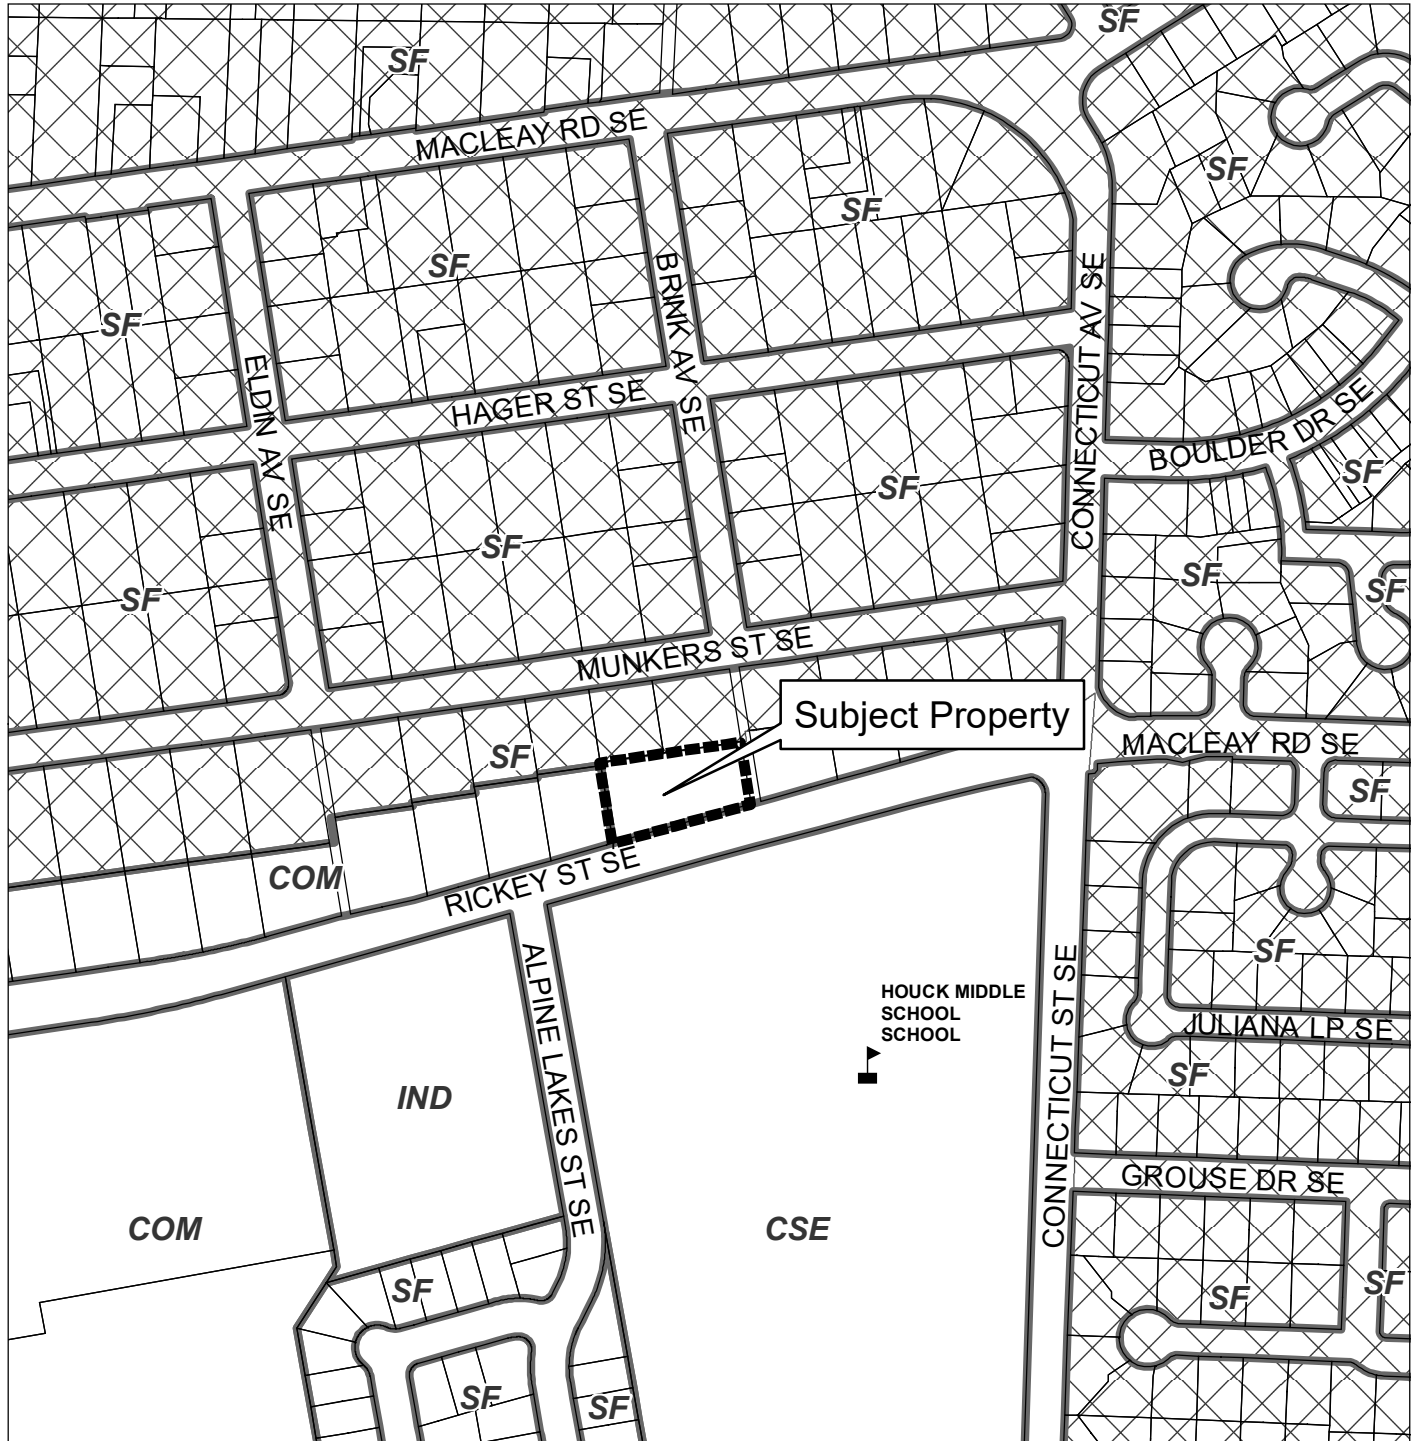 SF
SF
MACLEAY RD SE
SF
SF
SF
SF
BRINK AV SE
CONNECTICUT AV SE
ELDIN AV SE
HAGER ST SE
BOULDER DR SE
SF
SF
SF
SF
SF
SF
SF
MUNKERS ST SE
Subject Property
MACLEAY RD SE
SF
SF
COM
RICKEY ST SE
SF
ALPINE LAKES ST SE
CONNECTICUT ST SE
HOUCK MIDDLE
SCHOOL
SCHOOL
JULIANA LP SE
SF
IND
GROUSE DR SE
COM
CSE
SF
SF
SF
SF
SF